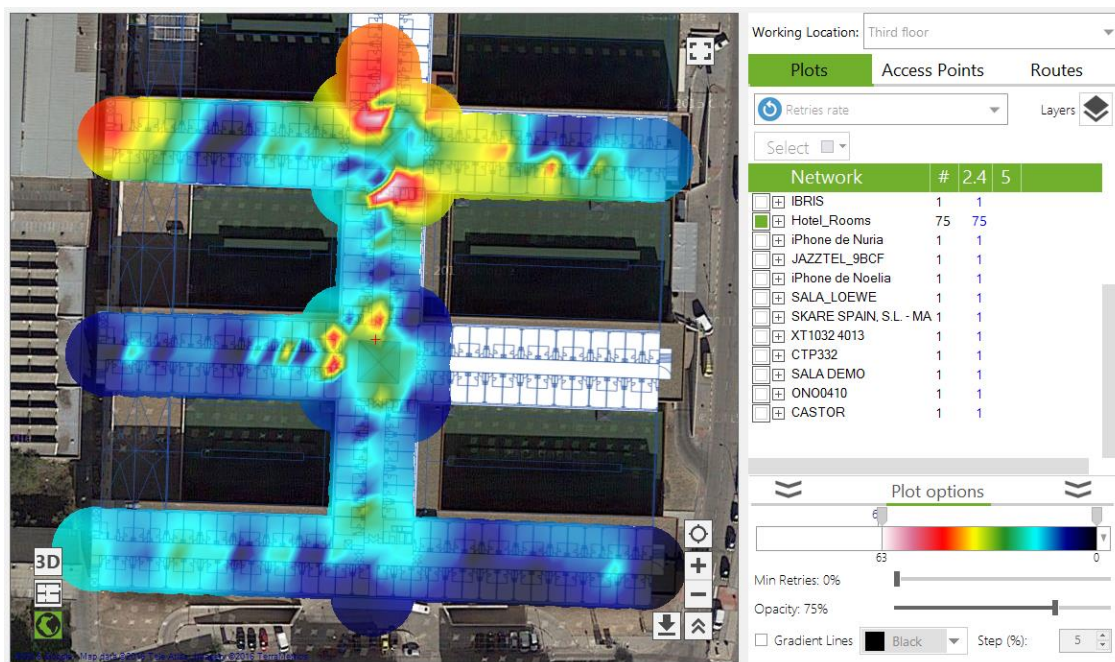 Working Location: Third floor
Plots Access Points Routes
Retries rate Layers
Select
Network # 2.4 5
IBRIS 1 1
Hotel_Rooms 75 75
iPhone de Nuria 1 1
JAZZTEL_9BCF 1 1
iPhone de Noelia 1 1
SALA_LOEWE 1 1
SKARE SPAIN, S.L. - MA 1 1
XT1032 4013 1 1
CTP332 1 1
SALA DEMO 1 1
ONO0410 1 1
CASTOR 1 1
Plot options
63 0
Min Retries: 0%
Opacity: 75%
Gradient Lines Black Step (%): 5
3D